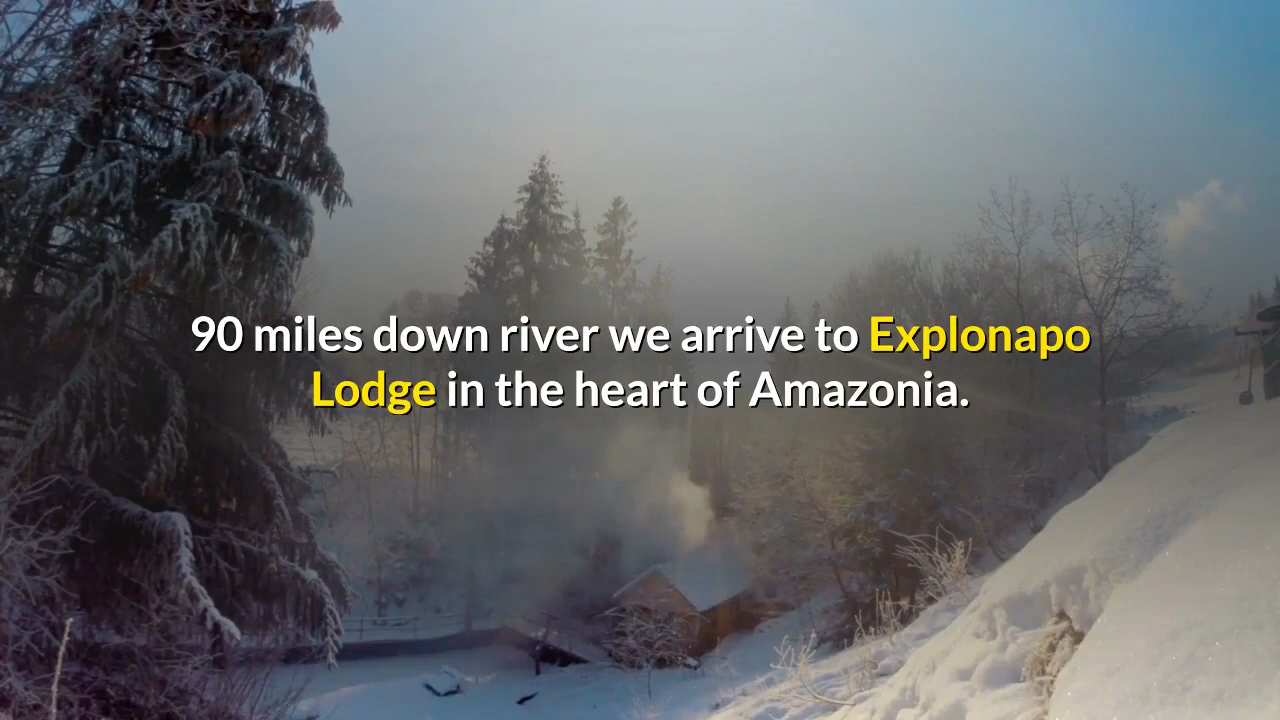 90 miles down river we arrive to Explonapo
Lodge in the heart of Amazonia.